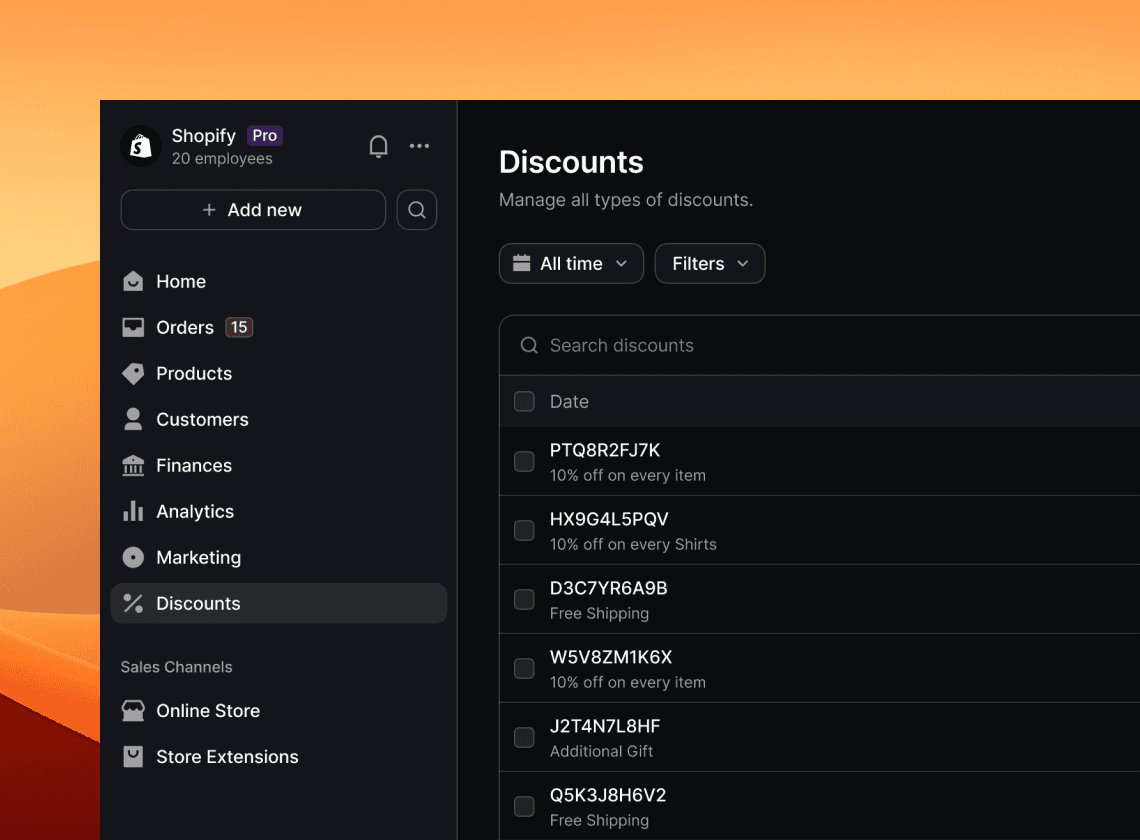 Shopify Pro
20 employees
Add new
Home
Orders 15
Products
Customers
Finances
Analytics
Marketing
Discounts
Sales Channels
Online Store
Store Extensions
Discounts
Manage all types of discounts.
All time
Filters
Search discounts
Date
PTQ8R2FJ7K
10% off on every item
HX9G4L5PQV
10% off on every Shirts
D3C7YR6A9B
Free Shipping
W5V8ZM1K6X
10% off on every item
J2T4N7L8HF
Additional Gift
Q5K3J8H6V2
Free Shipping